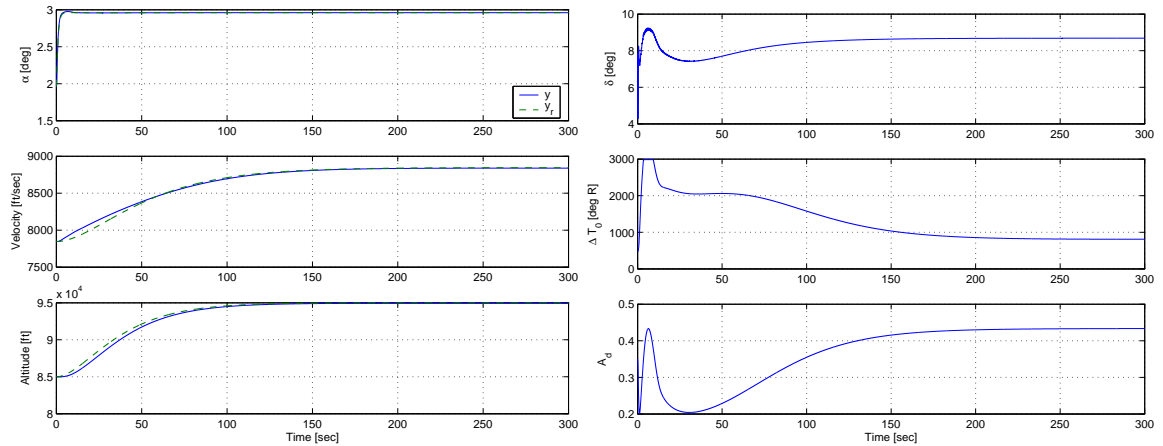 3
2.5
2
1.5
α [deg]
y
y_r
0 50 100 150 200 250 300
9000
8500
8000
7500
Velocity [ft/sec]
0 50 100 150 200 250 300
x 10^4
9.5
9
8.5
8
Altitude [ft]
0 50 100 150 200 250 300
Time [sec]
10
8
6
4
δ [deg]
0 50 100 150 200 250 300
3000
2000
1000
0
Δ T_0 [deg R]
0 50 100 150 200 250 300
0.5
0.4
0.3
0.2
A_d
0 50 100 150 200 250 300
Time [sec]